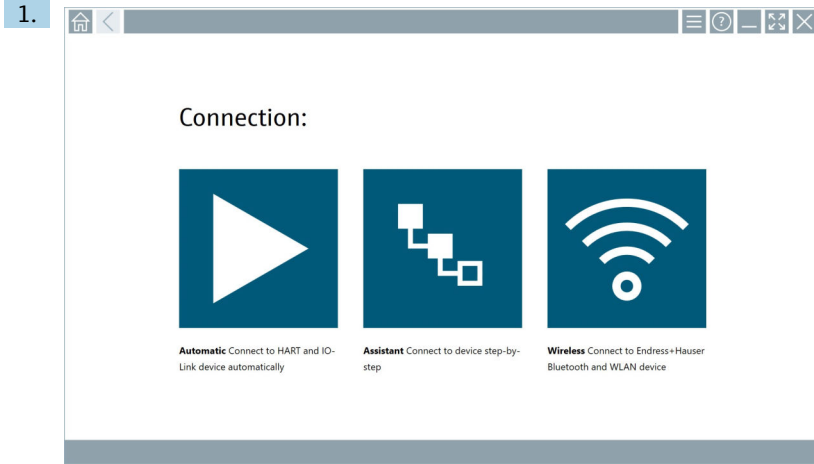 1.
?
Connection:
Automatic Connect to HART and IO-
Link device automatically
Assistant Connect to device step-by-
step
Wireless Connect to Endress+Hauser
Bluetooth and WLAN device